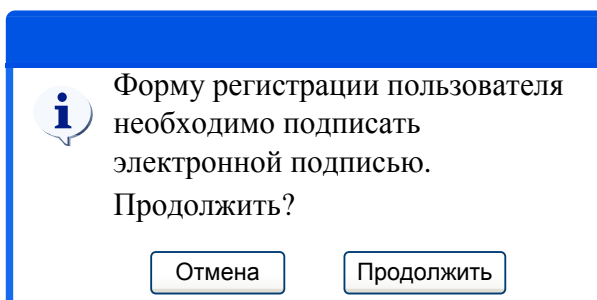 Форму регистрации пользователя
необходимо подписать
электронной подписью.
Продолжить?
Отмена Продолжить